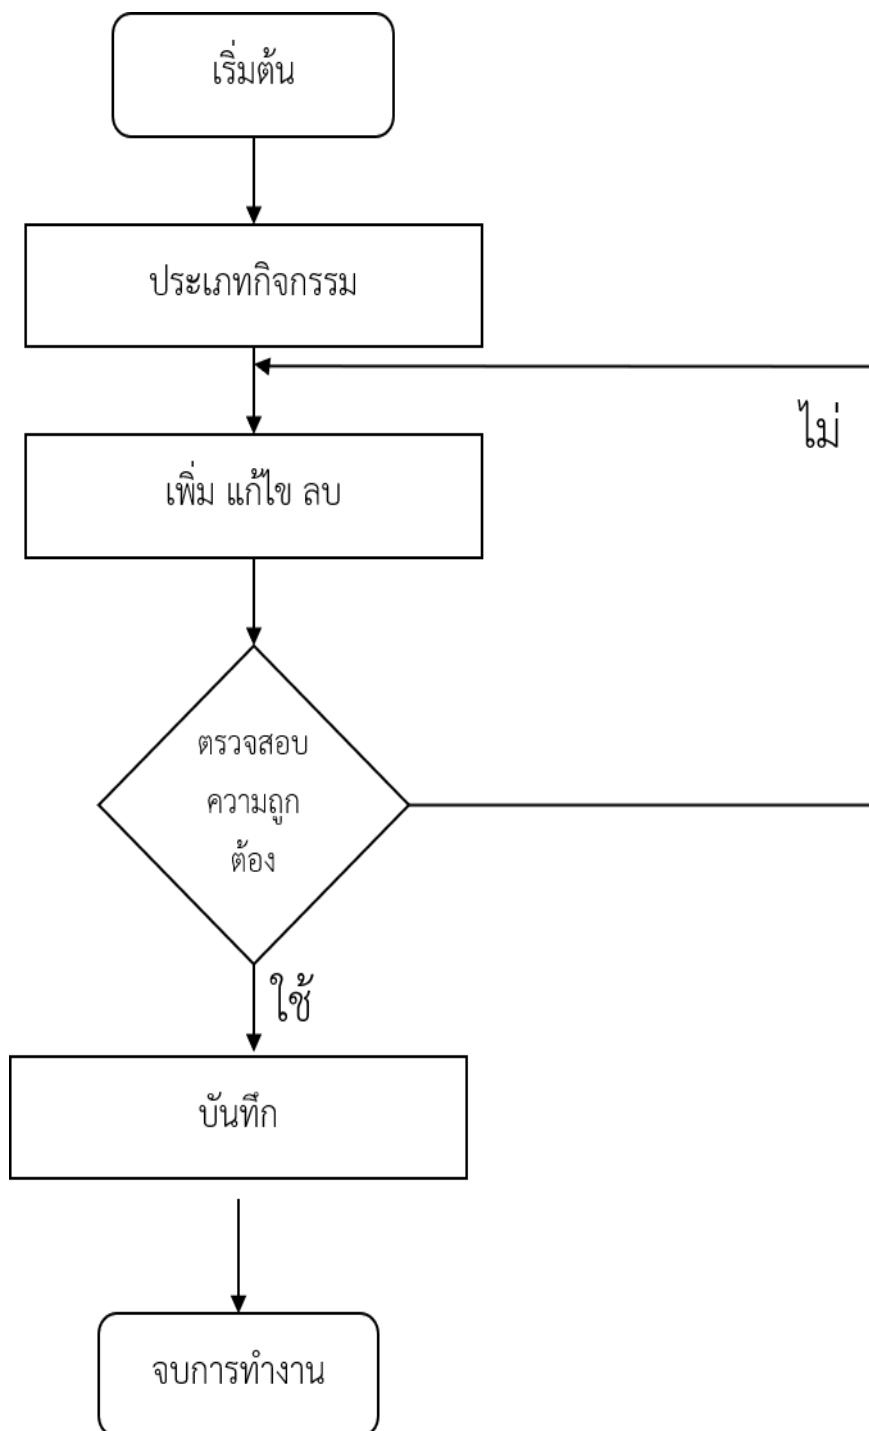 เริ่มต้น
ประเภทกิจกรรม
ไม่
เพิ่ม แก้ไข ลบ
ตรวจสอบ
ความถูก
ต้อง
ใช้
บันทึก
จบการทำงาน